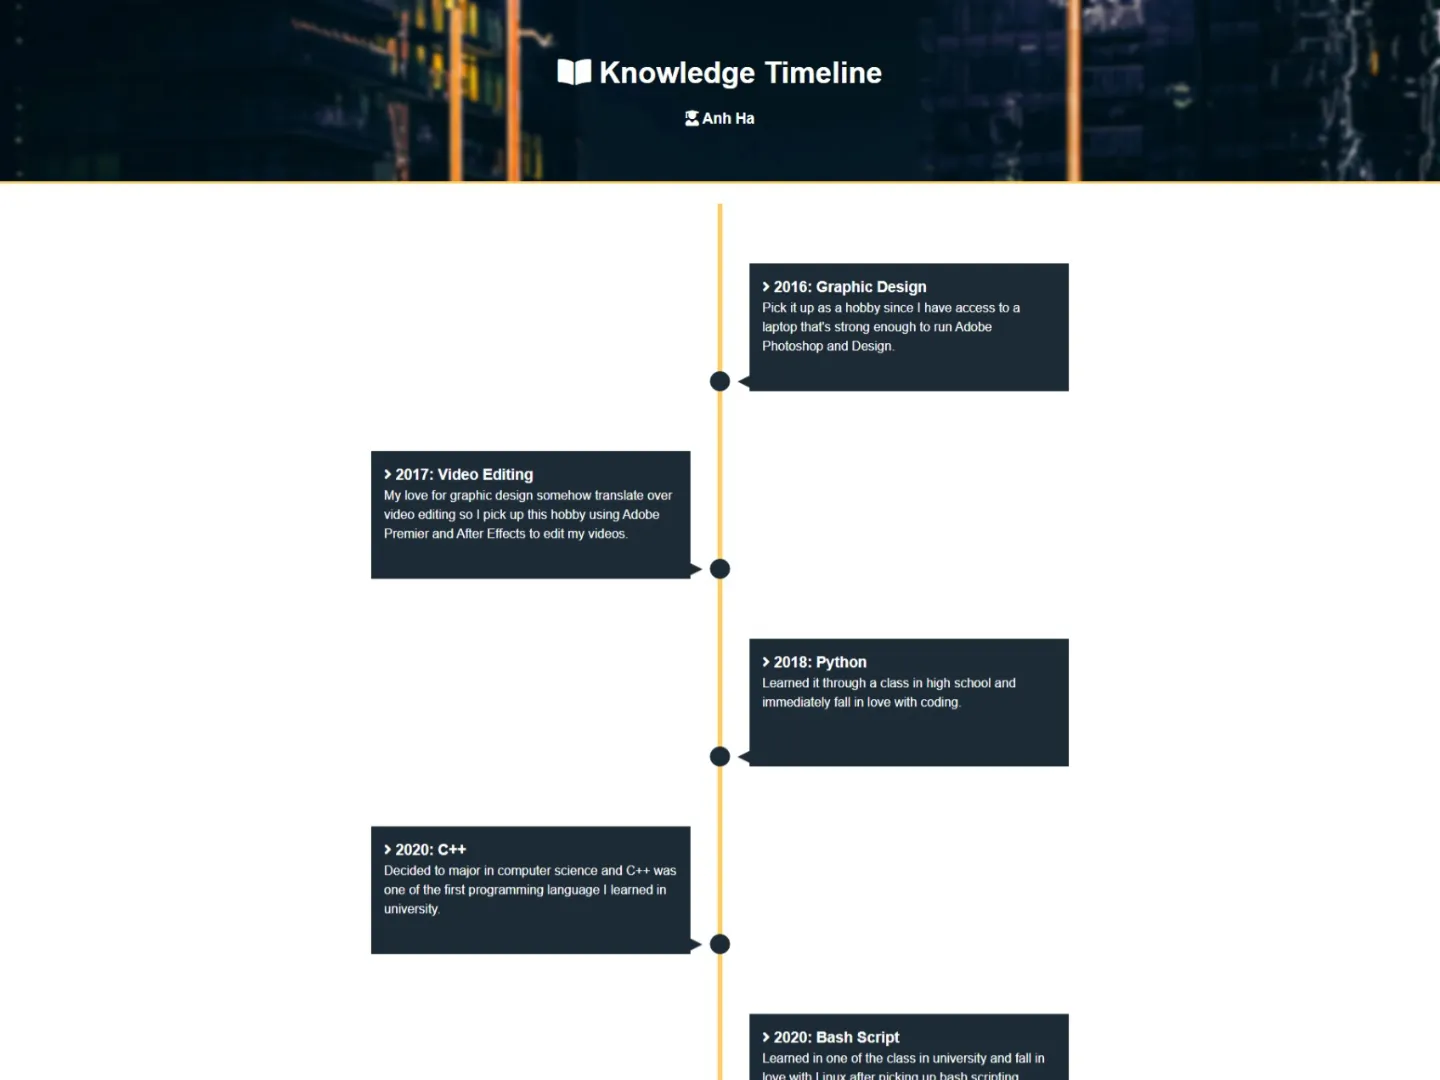 Knowledge Timeline
Anh Ha
2016: Graphic Design
Pick it up as a hobby since I have access to a
laptop that's strong enough to run Adobe
Photoshop and Design.
2017: Video Editing
My love for graphic design somehow translate over
video editing so I pick up this hobby using Adobe
Premier and After Effects to edit my videos.
2018: Python
Learned it through a class in high school and
immediately fall in love with coding.
2020: C++
Decided to major in computer science and C++ was
one of the first programming language I learned in
university.
2020: Bash Script
Learned in one of the class in university and fall in
love with Linux after picking up bash scripting